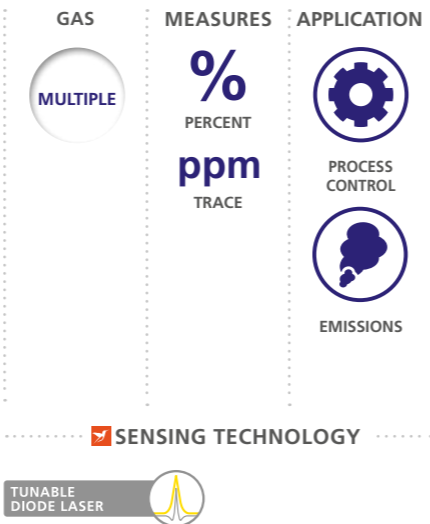 GAS
MULTIPLE
MEASURES
%
PERCENT
ppm
TRACE
APPLICATION
PROCESS
CONTROL
EMISSIONS
SENSING TECHNOLOGY
TUNABLE
DIODE LASER